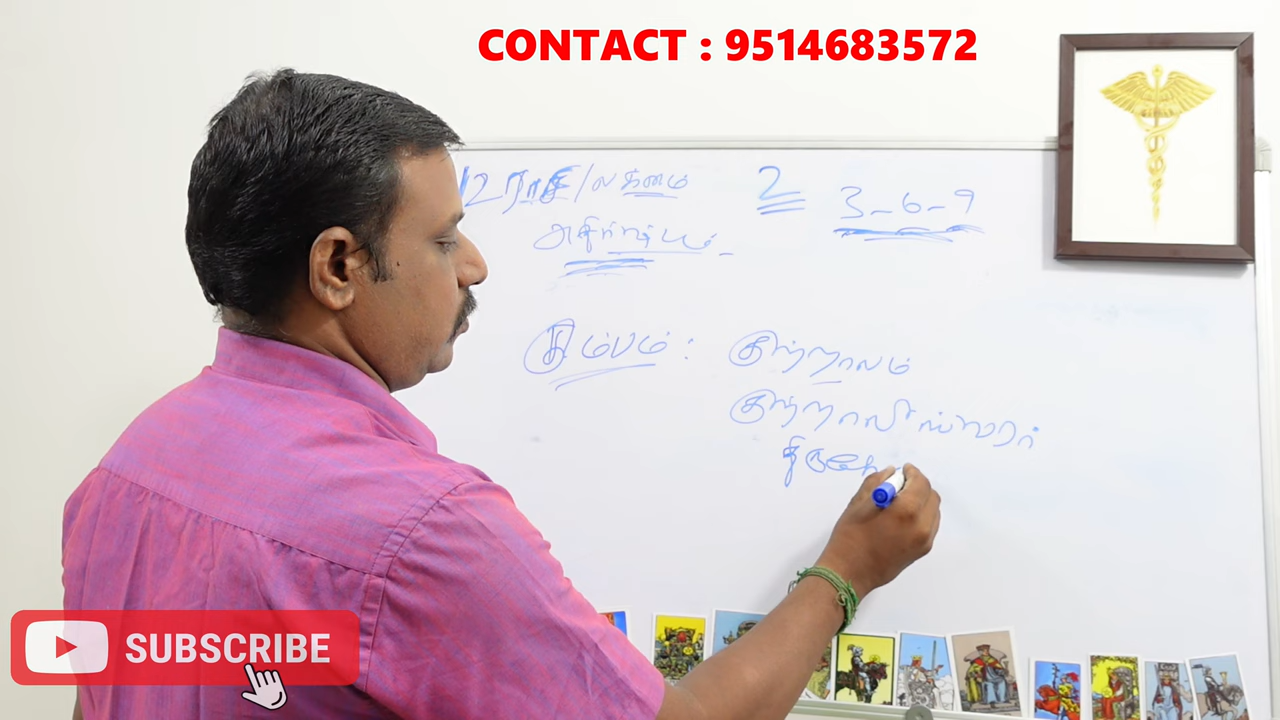 CONTACT : 9514683572
12 ராசி/லக்னம் 2 3-6-9
அதிர்ஷ்டம்
கும்பம் : குற்றாலம்
குற்றாலீஸ்வரர்
SUBSCRIBE